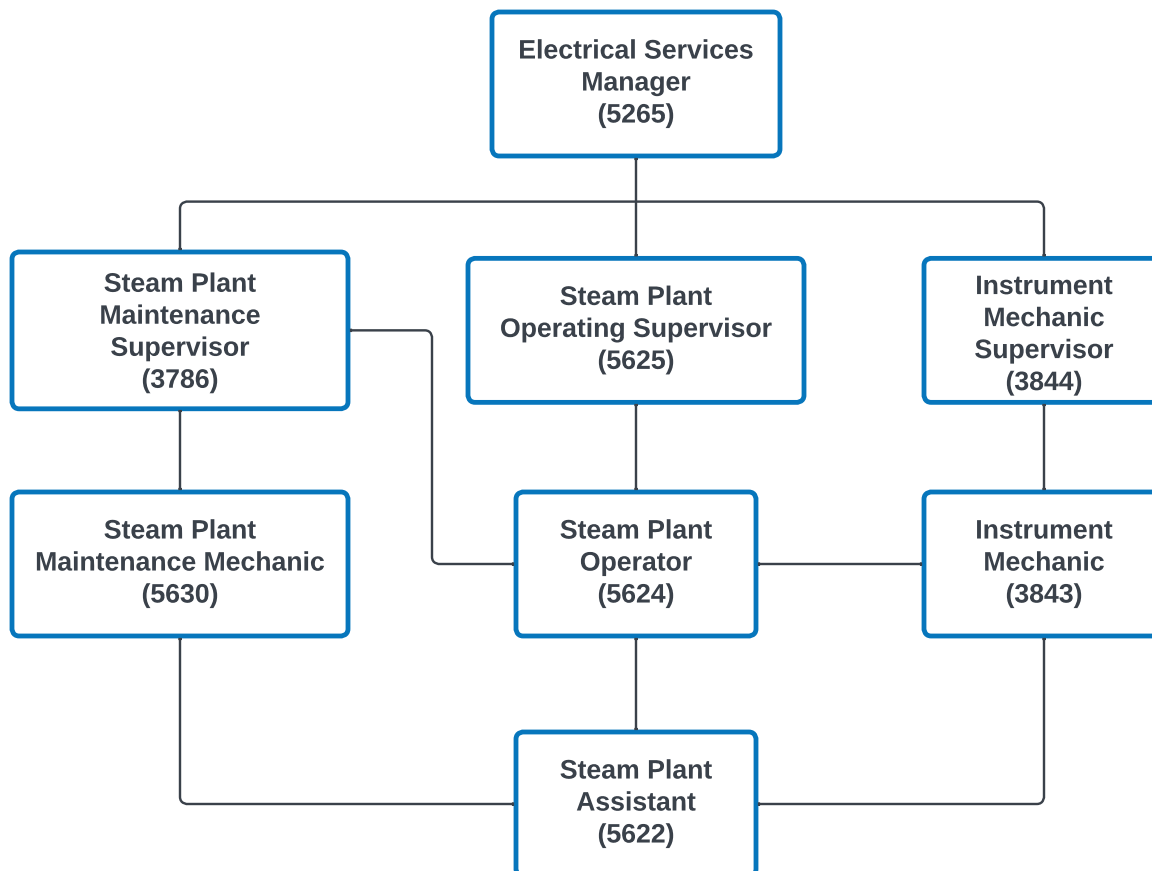 Electrical Services
Manager
(5265)
Steam Plant
Maintenance
Supervisor
(3786)
Steam Plant
Operating Supervisor
(5625)
Instrument
Mechanic
Supervisor
(3844)
Steam Plant
Maintenance Mechanic
(5630)
Steam Plant
Operator
(5624)
Instrument
Mechanic
(3843)
Steam Plant
Assistant
(5622)